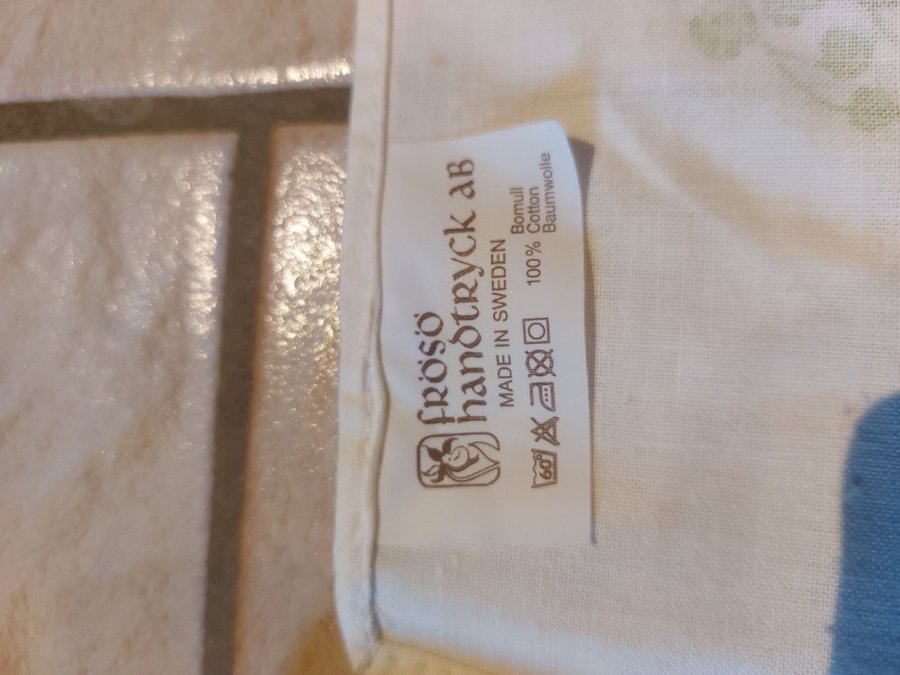 fRÖSÖ
handtRyck aB
MADE IN SWEDEN
Bomull
100% Cotton
Baumwolle
60°